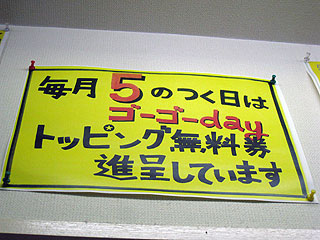 毎月5のつく日は
ゴーゴーday
トッピング無料券
進呈しています